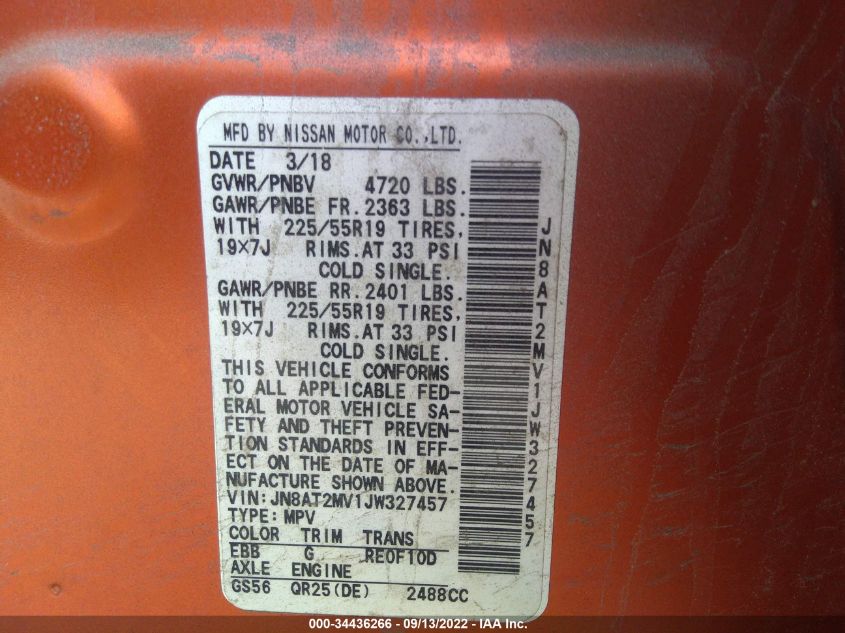 MFD BY NISSAN MOTOR CO.,LTD.
DATE 3/18
GVWR/PNBV 4720 LBS.
GAWR/PNBE FR. 2363 LBS.
WITH 225/55R19 TIRES,
19×7J RIMS.AT 33 PSI
COLD SINGLE.
GAWR/PNBE RR. 2401 LBS.
WITH 225/55R19 TIRES,
19×7J RIMS.AT 33 PSI
COLD SINGLE.
THIS VEHICLE CONFORMS
TO ALL APPLICABLE FED-
ERAL MOTOR VEHICLE SA-
FETY AND THEFT PREVEN-
TION STANDARDS IN EFF-
ECT ON THE DATE OF MA-
NUFACTURE SHOWN ABOVE.
VIN:JN8AT2MV1JW327457
TYPE:MPV
COLOR TRIM TRANS
EBB G RE0F10D
AXLE ENGINE
GS56 QR25(DE) 2488CC
JN8AT2MV1JW327457
000-34436266 - 09/13/2022 - IAA Inc.